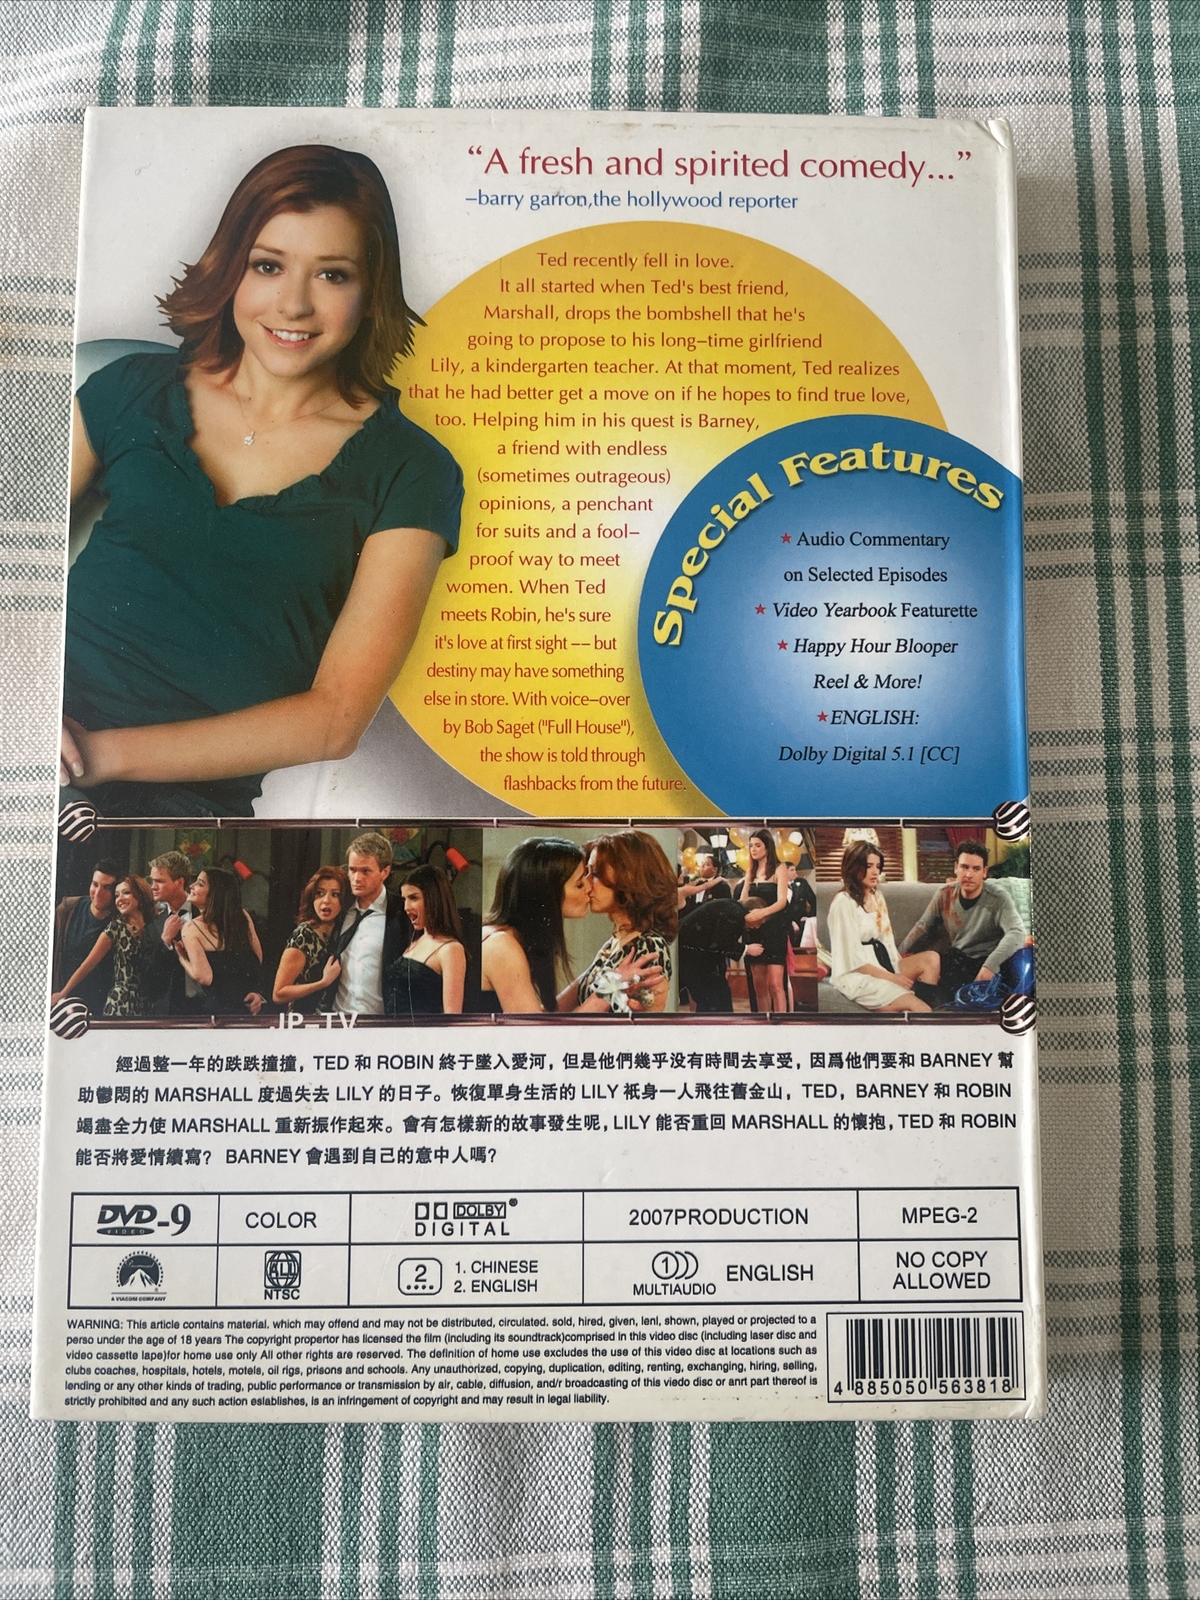 “A fresh and spirited comedy...”
–barry garron,the hollywood reporter
Ted recently fell in love.
It all started when Ted's best friend,
Marshall, drops the bombshell that he's
going to propose to his long–time girlfriend
Lily, a kindergarten teacher. At that moment, Ted realizes
that he had better get a move on if he hopes to find true love,
too. Helping him in his quest is Barney,
a friend with endless
(sometimes outrageous)
opinions, a penchant
for suits and a fool–
proof way to meet
women. When Ted
meets Robin, he's sure
it's love at first sight –– but
destiny may have something
else in store. With voice–over
by Bob Saget ("Full House"),
the show is told through
flashbacks from the future.
Special Features
★ Audio Commentary
on Selected Episodes
★ Video Yearbook Featurette
★ Happy Hour Blooper
Reel & More!
★ENGLISH:
Dolby Digital 5.1 [CC]
JP-TV
經過整一年的跌跌撞撞，TED 和 ROBIN 終于墜入愛河，但是他們幾乎没有時間去享受，因爲他們要和 BARNEY 幫
助鬱悶的 MARSHALL 度過失去 LILY 的日子。恢復單身生活的 LILY 衹身一人飛往舊金山，TED，BARNEY 和 ROBIN
竭盡全力使 MARSHALL 重新振作起來。會有怎樣新的故事發生呢，LILY 能否重回 MARSHALL 的懷抱，TED 和 ROBIN
能否將愛情續寫？ BARNEY 會遇到自己的意中人嗎？
DVD-9
VIDEO
COLOR
DOLBY®
DIGITAL
2007PRODUCTION
MPEG-2
Paramount
A VIACOM COMPANY
ALL
NTSC
2
1. CHINESE
2. ENGLISH
1
MULTIAUDIO
ENGLISH
NO COPY
ALLOWED
WARNING: This article contains material, which may offend and may not be distributed, circulated. sold, hired, given, lenl, shown, played or projected to a
perso under the age of 18 years The copyright propertor has licensed the film (including its soundtrack)comprised in this video disc (including laser disc and
video cassette lape)for home use only All other rights are reserved. The definition of home use excludes the use of this video disc at locations such as
clubs coaches, hospitals, hotels, motels, oil rigs, prisons and schools. Any unauthorized, copying, duplication, editing, renting, exchanging, hiring, selling,
lending or any other kinds of trading, public performance or transmission by air, cable, diffusion, and/r broadcasting of this viedo disc or anrt part thereof is
strictly prohibited and any such action eslablishes, is an infringement of copyright and may result in legal liability.
4 885050 563818